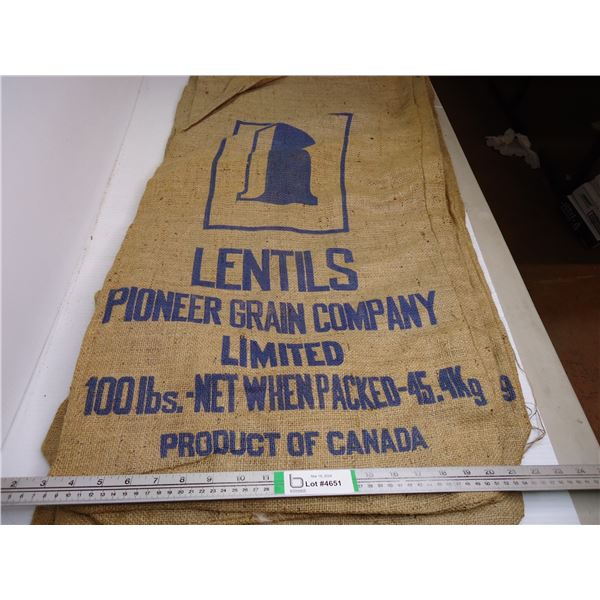 LENTILS
PIONEER GRAIN COMPANY
LIMITED
100 lbs.-NET WHEN PACKED-45.4Kg 9
PRODUCT OF CANADA
Lot #4651